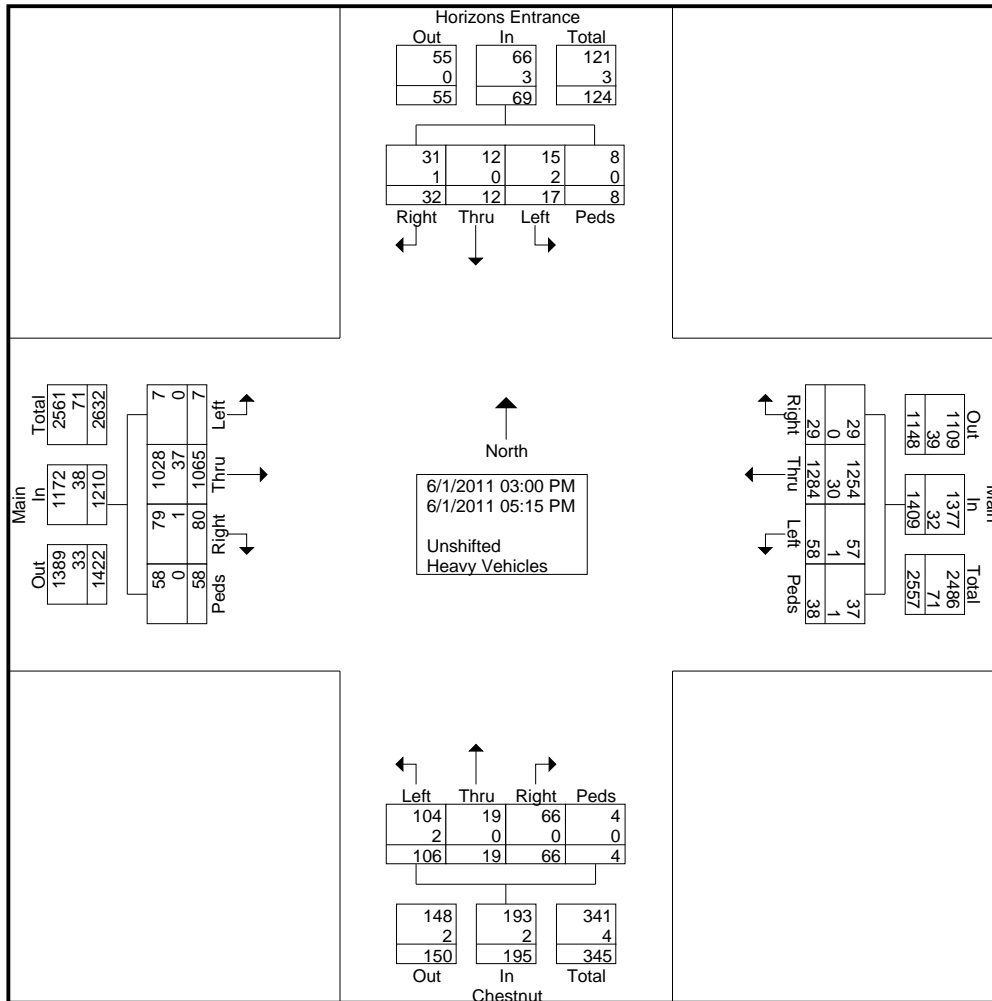 Horizons Entrance
Out In Total
55 66 121
0 3 3
55 69 124
31 12 15 8
1 0 2 0
32 12 17 8
Right Thru Left Peds
Main
Total In Out
2561 1172 1389
71 38 33
2632 1210 1422
7 1028 79 58
0 37 1 0
7 1065 80 58
Left Thru Right Peds
North
6/1/2011 03:00 PM
6/1/2011 05:15 PM
Unshifted
Heavy Vehicles
Main
Out In Total
1109 1377 2486
39 32 71
1148 1409 2557
29 1254 57 37
0 30 1 1
29 1284 58 38
Right Thru Left Peds
Left Thru Right Peds
104 19 66 4
2 0 0 0
106 19 66 4
148 193 341
2 2 4
150 195 345
Out In Total
Chestnut